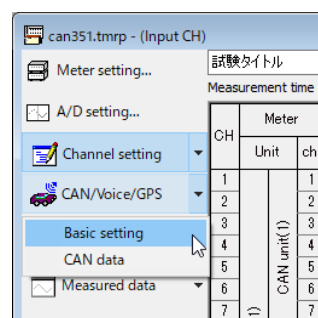 can351.tmrp - (Input CH)
Meter setting...
試験タイトル
Measurement time
A/D setting...
Channel setting
CAN/Voice/GPS
Basic setting
CAN data
Measured data
CH
Meter
Unit
ch
1
1
2
2
3
3
4
4
5
5
6
6
7
7
CAN unit(1)